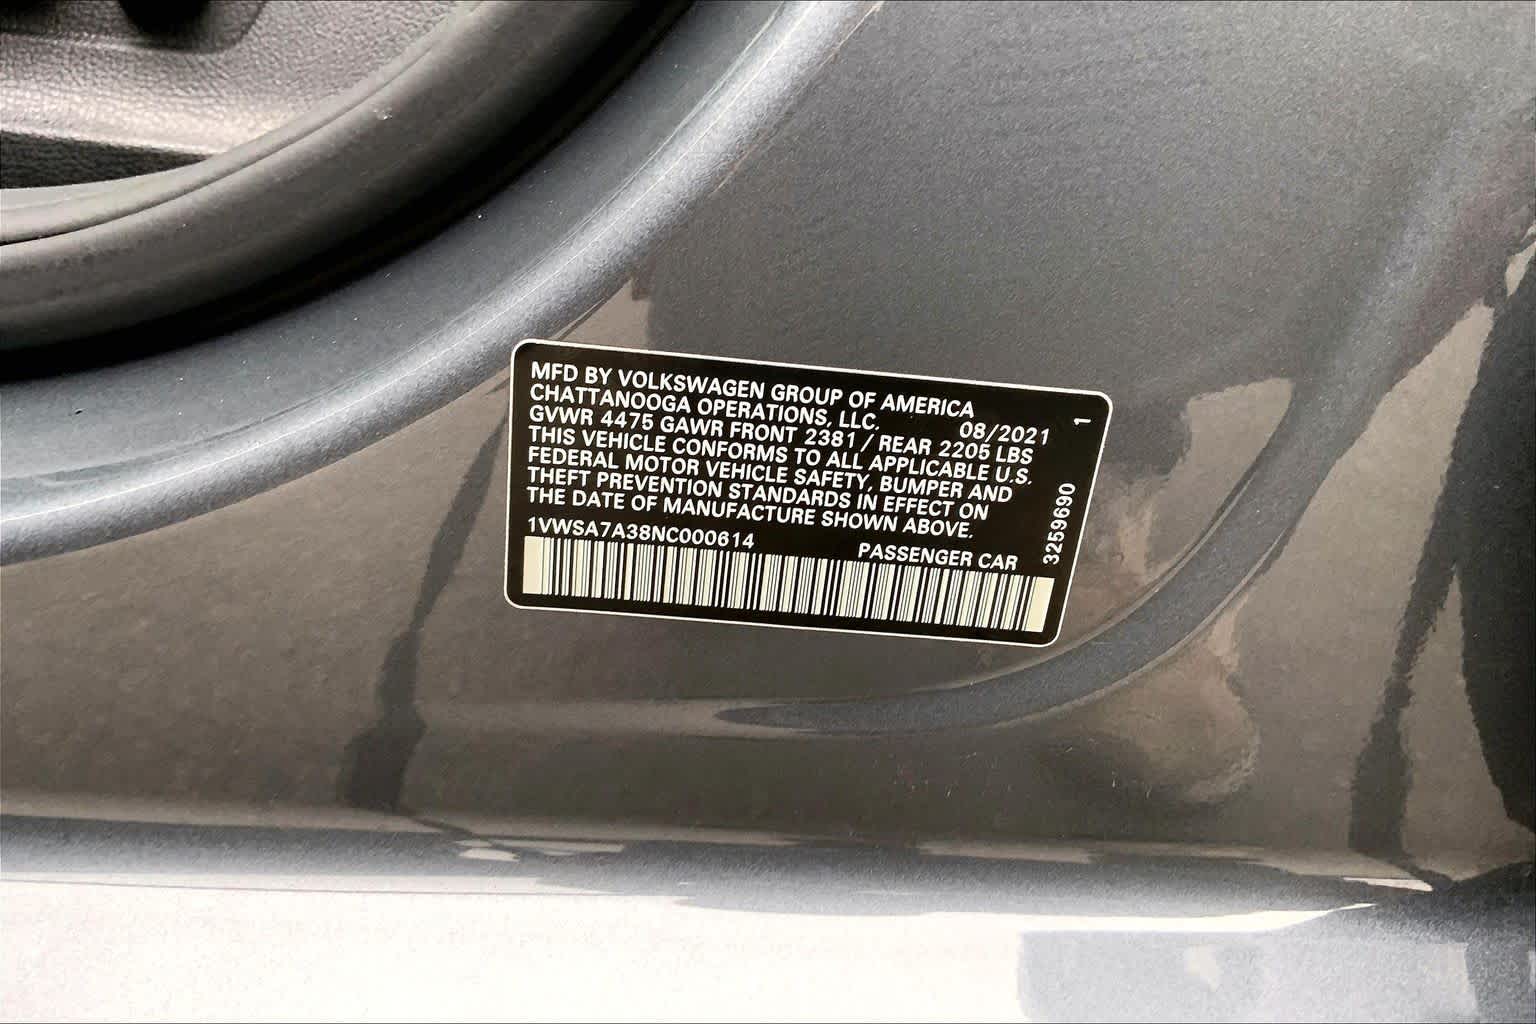 MFD BY VOLKSWAGEN GROUP OF AMERICA
CHATTANOOGA OPERATIONS, LLC. 08/2021 1
GVWR 4475 GAWR FRONT 2381 / REAR 2205 LBS
THIS VEHICLE CONFORMS TO ALL APPLICABLE U.S.
FEDERAL MOTOR VEHICLE SAFETY, BUMPER AND
THEFT PREVENTION STANDARDS IN EFFECT ON
THE DATE OF MANUFACTURE SHOWN ABOVE.
1VWSA7A38NC000614 PASSENGER CAR
3259690